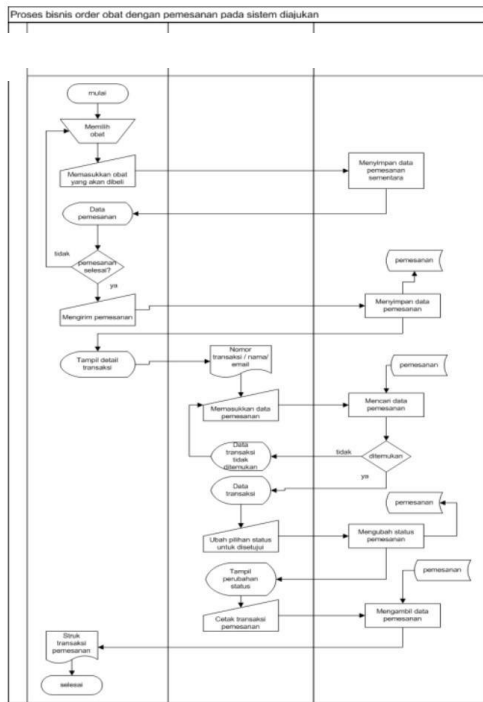 Proses bisnis order obat dengan pemesanan pada sistem diajukan
mulai
Memilih
obat
Memasukkan obat
yang akan dibeli
Menyimpan data
pemesanan
sementara
Data
pemesanan
pemesanan
selesai?
tidak
ya
pemesanan
Mengirim pemesanan
Menyimpan data
pemesanan
Tampil detail
transaksi
Nomor
transaksi / nama/
email
pemesanan
Memasukkan data
pemesanan
Mencari data
pemesanan
Data
transaksi
tidak
ditemukan
tidak
ditemukan
ya
Data
transaksi
pemesanan
Ubah pilihan status
untuk disetujui
Mengubah status
pemesanan
Tampil
perubahan
status
pemesanan
Cetak transaksi
pemesanan
Mengambil data
pemesanan
Struk
transaksi
pemesanan
selesai